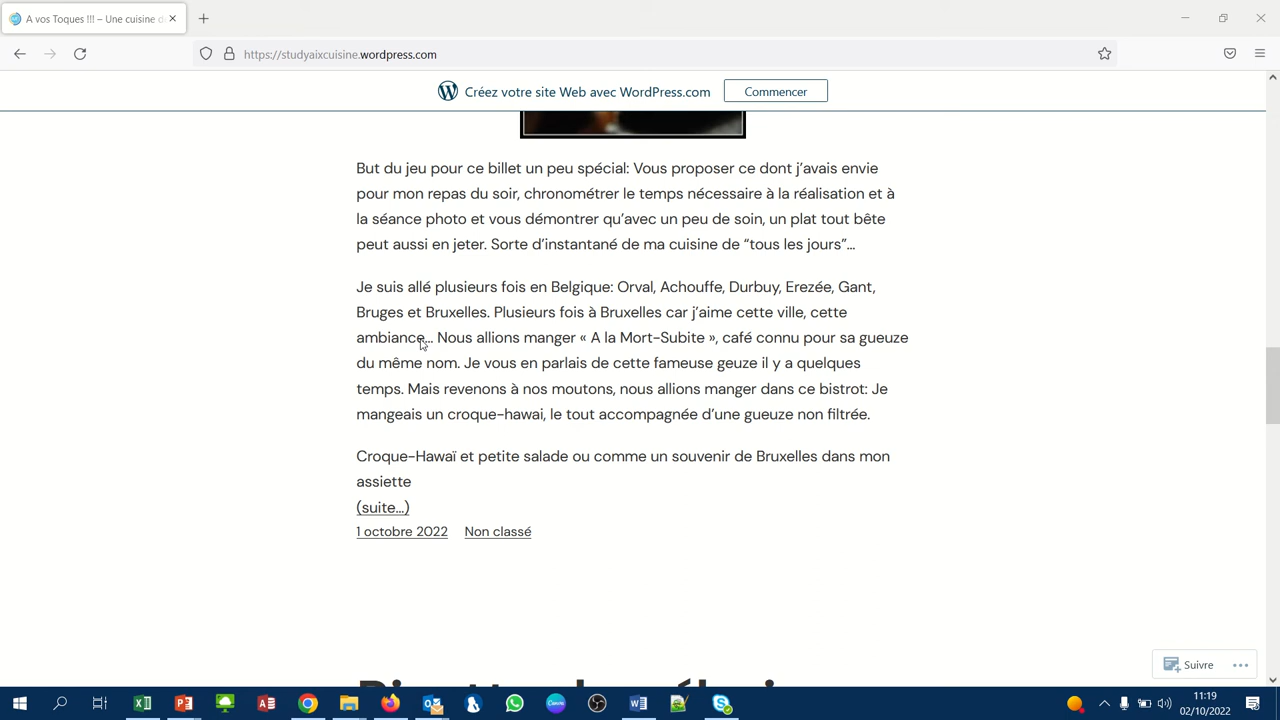 A vos Toques !!! – Une cuisine d
https://studyaixcuisine.wordpress.com
Créez votre site Web avec WordPress.com
Commencer
But du jeu pour ce billet un peu spécial: Vous proposer ce dont j’avais envie
pour mon repas du soir, chronométrer le temps nécessaire à la réalisation et à
la séance photo et vous démontrer qu’avec un peu de soin, un plat tout bête
peut aussi en jeter. Sorte d’instantané de ma cuisine de “tous les jours”…
Je suis allé plusieurs fois en Belgique: Orval, Achouffe, Durbuy, Erezée, Gant,
Bruges et Bruxelles. Plusieurs fois à Bruxelles car j’aime cette ville, cette
ambiance… Nous allions manger « A la Mort-Subite », café connu pour sa gueuze
du même nom. Je vous en parlais de cette fameuse geuze il y a quelques
temps. Mais revenons à nos moutons, nous allions manger dans ce bistrot: Je
mangeais un croque-hawai, le tout accompagnée d’une gueuze non filtrée.
Croque-Hawaï et petite salade ou comme un souvenir de Bruxelles dans mon
assiette
(suite…)
1 octobre 2022 Non classé
Suivre
11:19
02/10/2022